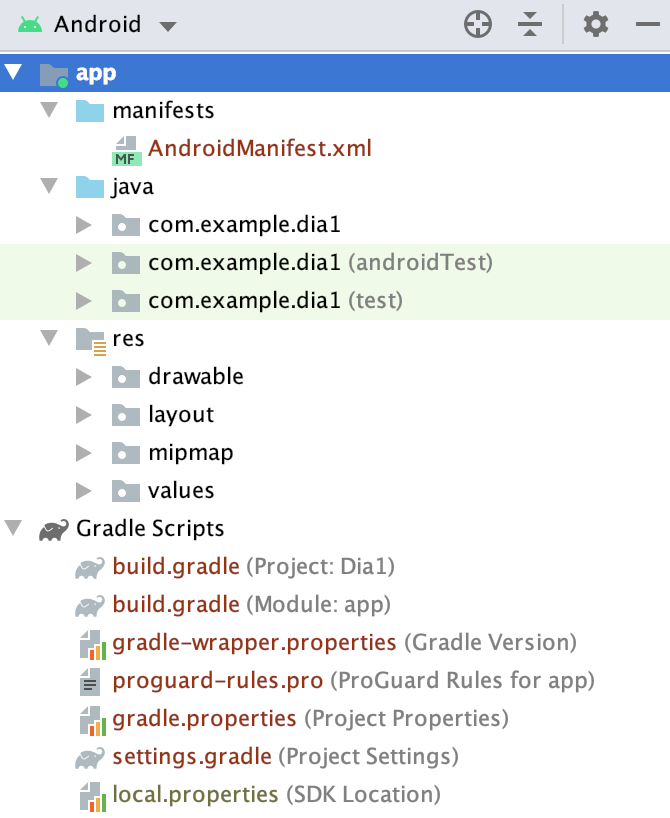 Android
app
manifests
MF AndroidManifest.xml
java
com.example.dia1
com.example.dia1 (androidTest)
com.example.dia1 (test)
res
drawable
layout
mipmap
values
Gradle Scripts
build.gradle (Project: Dia1)
build.gradle (Module: app)
gradle-wrapper.properties (Gradle Version)
proguard-rules.pro (ProGuard Rules for app)
gradle.properties (Project Properties)
settings.gradle (Project Settings)
local.properties (SDK Location)